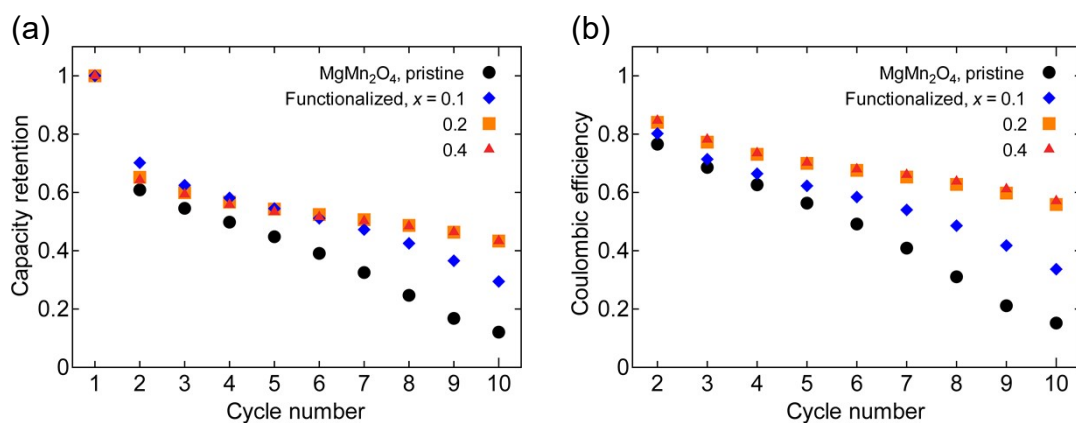 (a)
Capacity retention
1
0.8
0.6
0.4
0.2
0
MgMn₂O₄, pristine
Functionalized, x = 0.1
0.2
0.4
1 2 3 4 5 6 7 8 9 10
Cycle number
(b)
Coulombic efficiency
1
0.8
0.6
0.4
0.2
0
MgMn₂O₄, pristine
Functionalized, x = 0.1
0.2
0.4
2 3 4 5 6 7 8 9 10
Cycle number